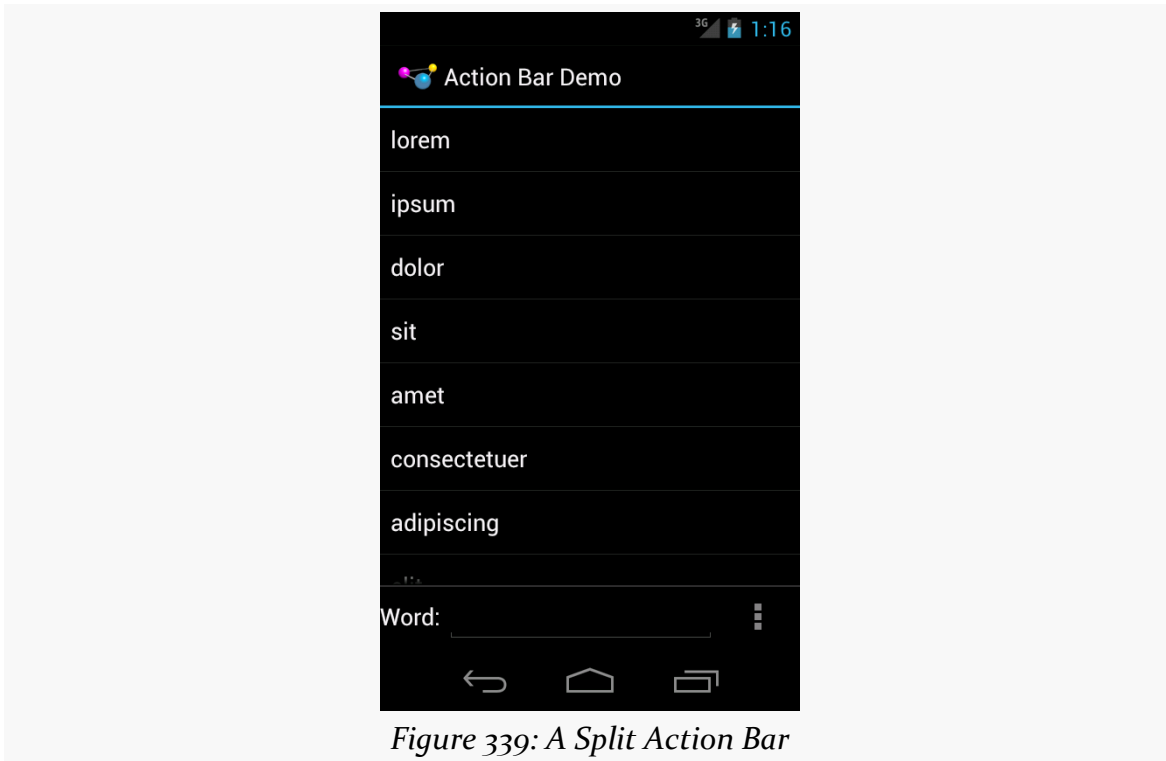 3G 1:16
Action Bar Demo
lorem
ipsum
dolor
sit
amet
consectetuer
adipiscing
Word:
Figure 339: A Split Action Bar